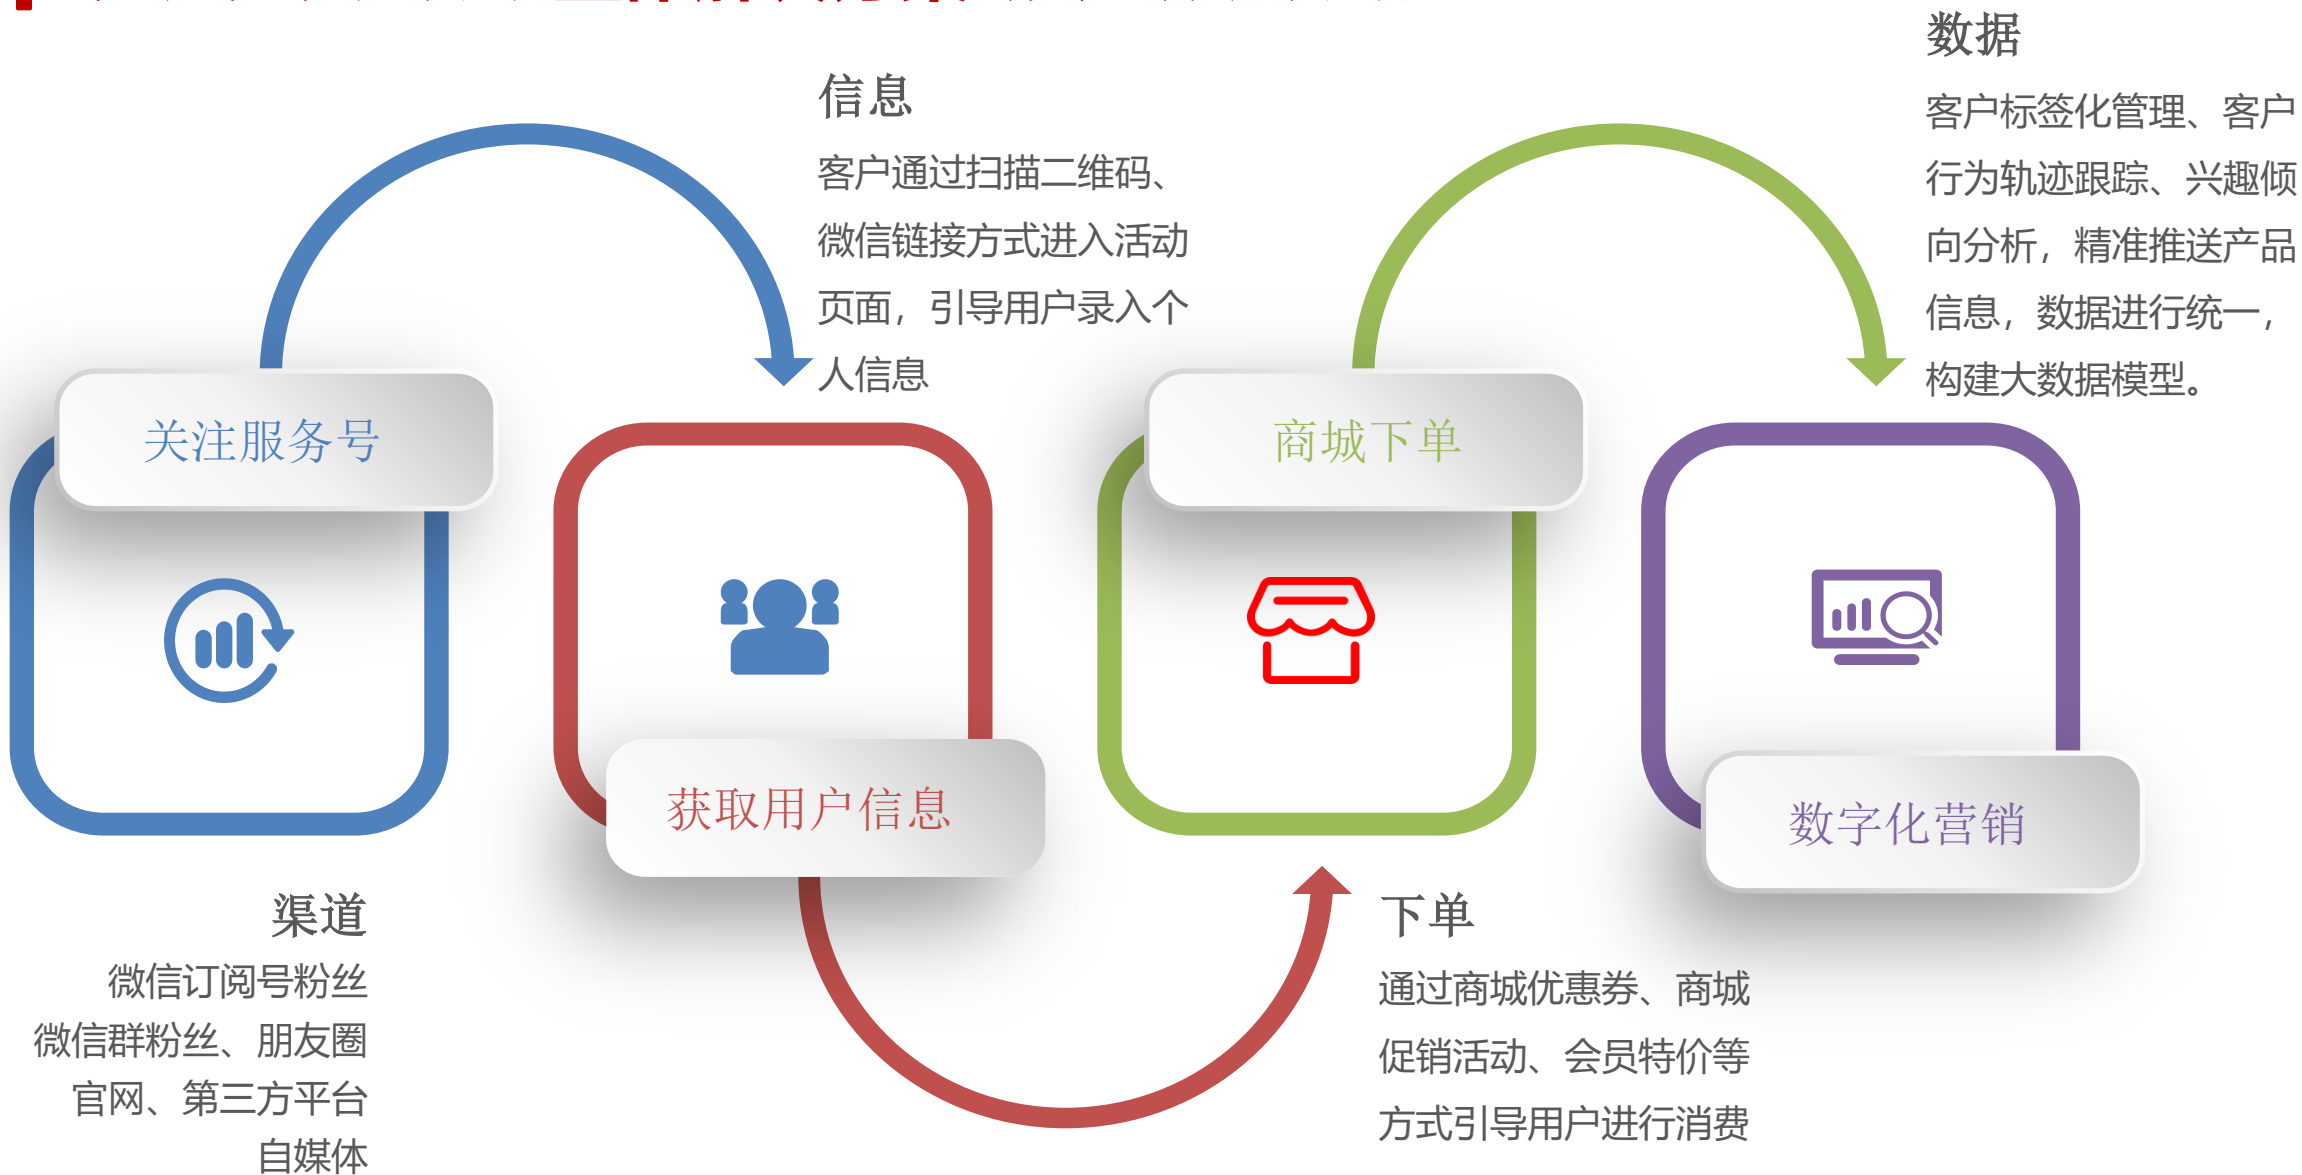 数据
客户标签化管理、客户
行为轨迹跟踪、兴趣倾
向分析，精准推送产品
信息，数据进行统一，
构建大数据模型。
信息
客户通过扫描二维码、
微信链接方式进入活动
页面，引导用户录入个
人信息
关注服务号
商城下单
获取用户信息
数字化营销
渠道
微信订阅号粉丝
微信群粉丝、朋友圈
官网、第三方平台
自媒体
下单
通过商城优惠券、商城
促销活动、会员特价等
方式引导用户进行消费